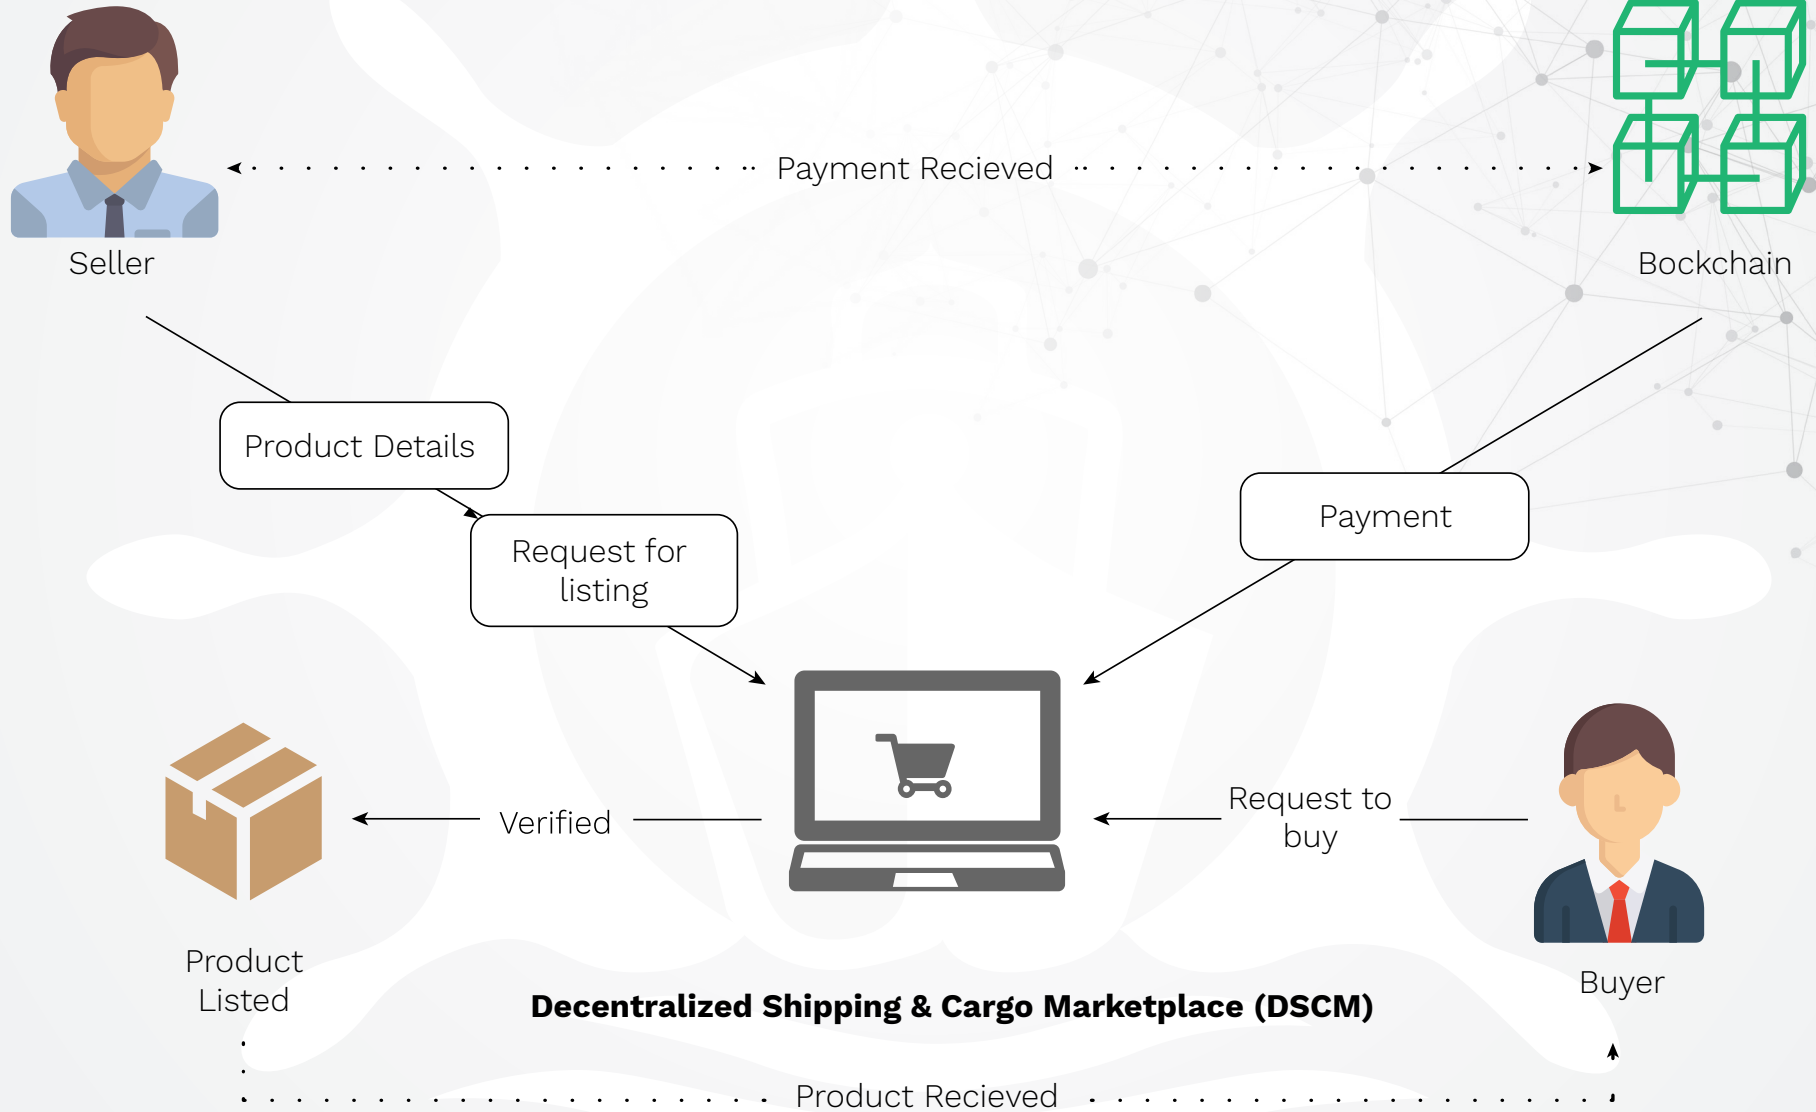 Payment Recieved
Seller
Bockchain
Product Details
Payment
Request for
listing
Request to
buy
Verified
Product
Listed
Buyer
Decentralized Shipping & Cargo Marketplace (DSCM)
Product Recieved